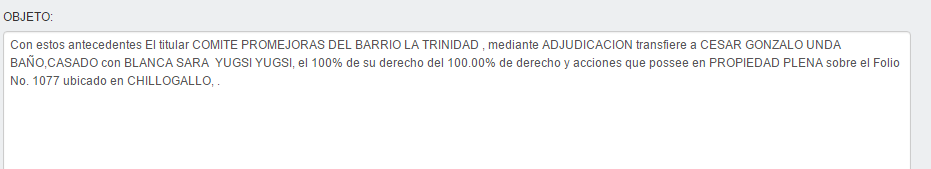 OBJETO:
Con estos antecedentes El titular COMITE PROMEJORAS DEL BARRIO LA TRINIDAD , mediante ADJUDICACION transfiere a CESAR GONZALO UNDA
BAÑO,CASADO con BLANCA SARA  YUGSI YUGSI, el 100% de su derecho del 100.00% de derecho y acciones que possee en PROPIEDAD PLENA sobre el Folio
No. 1077 ubicado en CHILLOGALLO, .